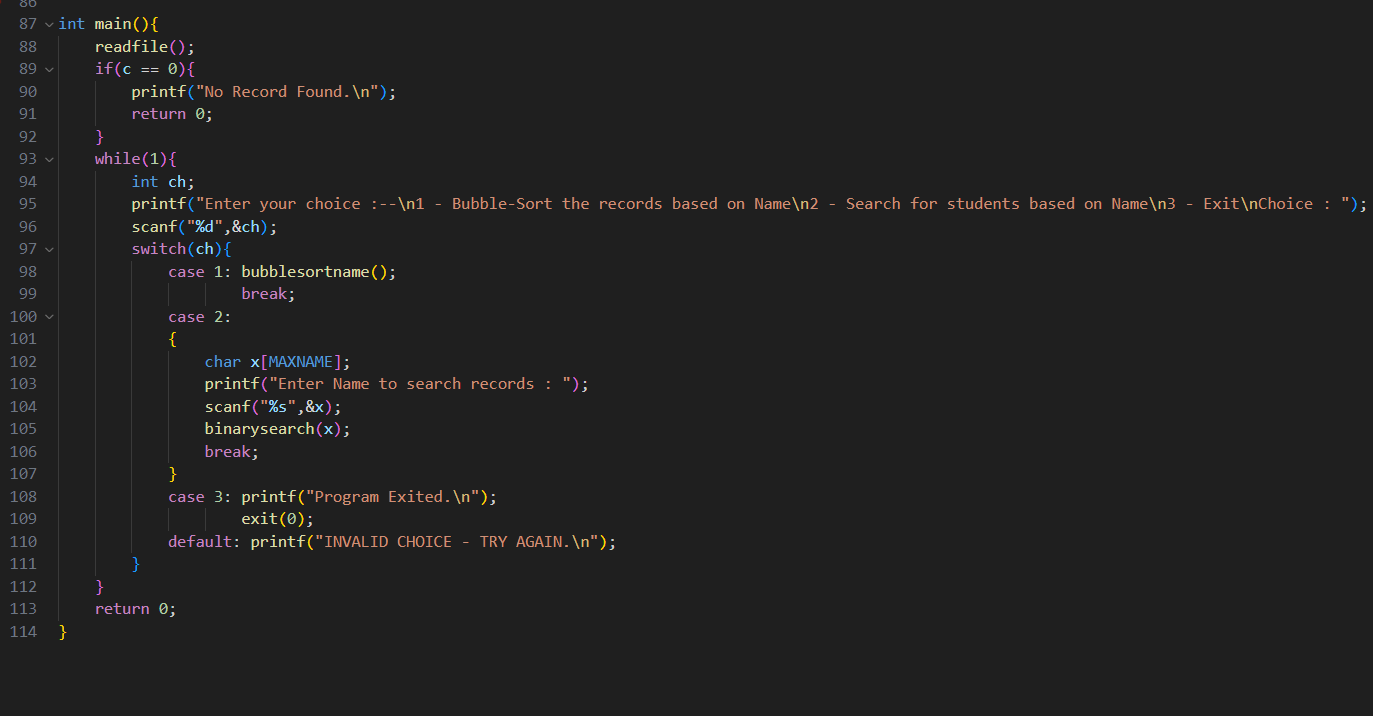 86
87 int main(){
88 readfile();
89 if(c == 0){
90 printf("No Record Found.\n");
91 return 0;
92 }
93 while(1){
94 int ch;
95 printf("Enter your choice :--\n1 - Bubble-Sort the records based on Name\n2 - Search for students based on Name\n3 - Exit\nChoice : ");
96 scanf("%d",&ch);
97 switch(ch){
98 case 1: bubblesortname();
99 break;
100 case 2:
101 {
102 char x[MAXNAME];
103 printf("Enter Name to search records : ");
104 scanf("%s",&x);
105 binarysearch(x);
106 break;
107 }
108 case 3: printf("Program Exited.\n");
109 exit(0);
110 default: printf("INVALID CHOICE - TRY AGAIN.\n");
111 }
112 }
113 return 0;
114 }